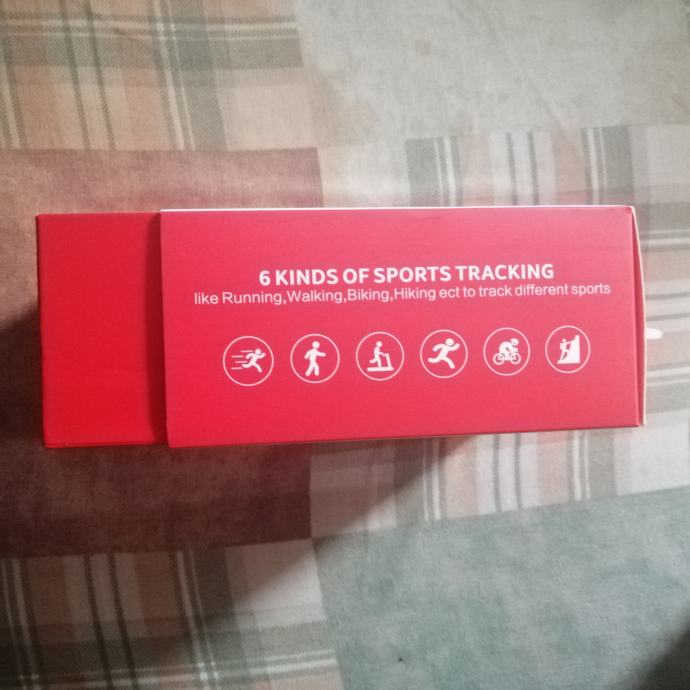 6 KINDS OF SPORTS TRACKING
like Running,Walking,Biking,Hiking ect to track different sports